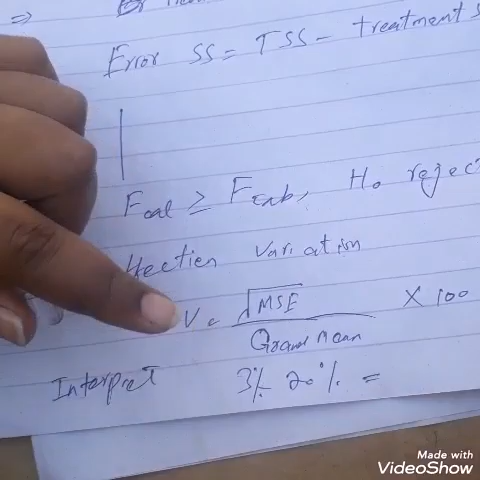 ⇒
Error SS = TSS - treatment S
Fcal ≥ Ftab, Ho rejec
variation
V = √MSE / Grand Mean × 100
Interpret 3% 20% =
Made with
VideoShow